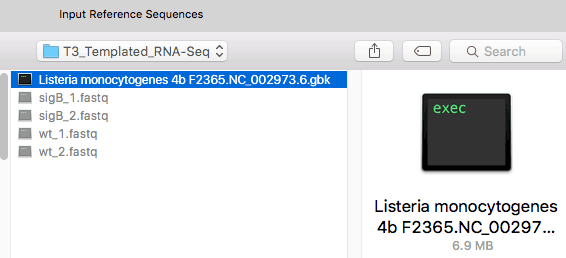 Input Reference Sequences
T3_Templated_RNA-Seq
Search
Listeria monocytogenes 4b F2365.NC_002973.6.gbk
sigB_1.fastq
sigB_2.fastq
wt_1.fastq
wt_2.fastq
exec
Listeria monocytogenes
4b F2365.NC_00297...
6.9 MB